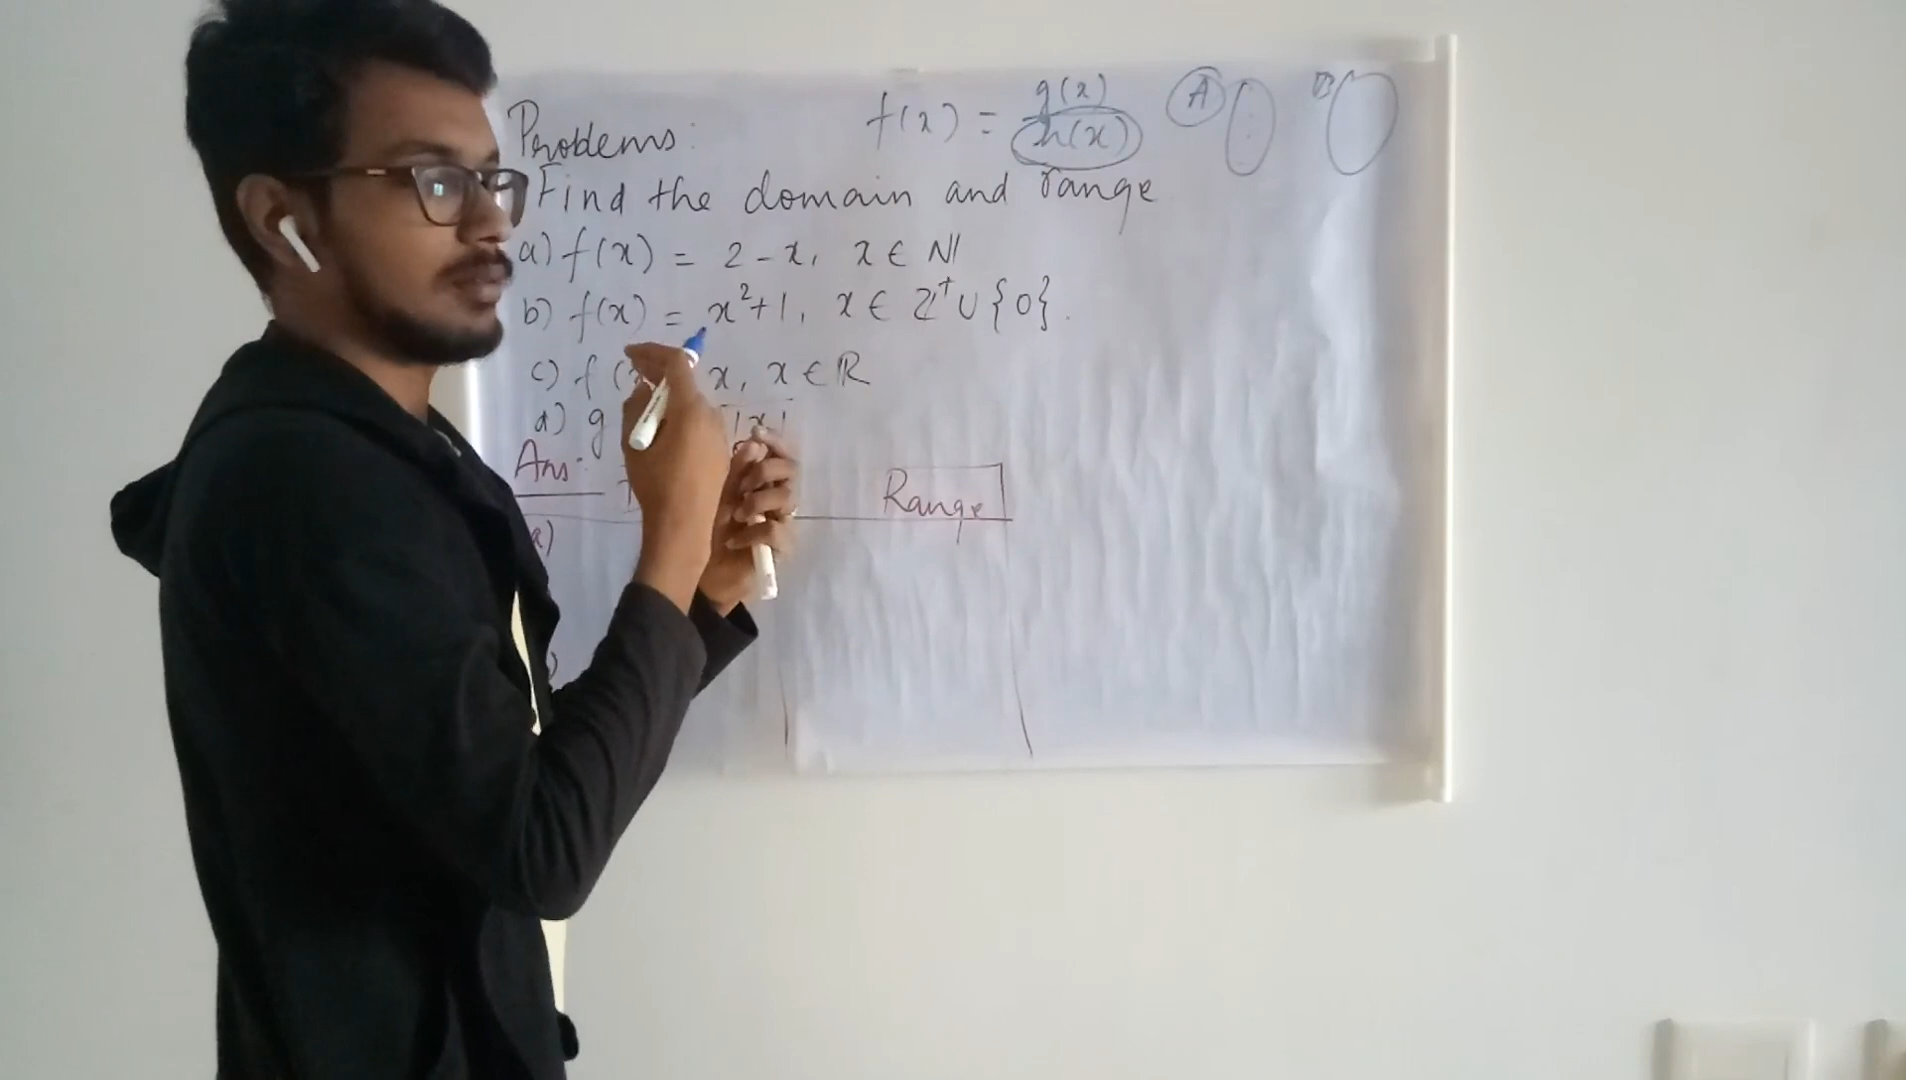 Problems:
f(x) = g(x)
h(x)
A
B
Find the domain and range
a) f(x) = 2 - x, x ∈ ℕ
b) f(x) = x²+1, x ∈ ℤ⁺ ∪ {0}.
c) f (x x, x ∈ ℝ
d) g |x|
Ans:
Range
a)